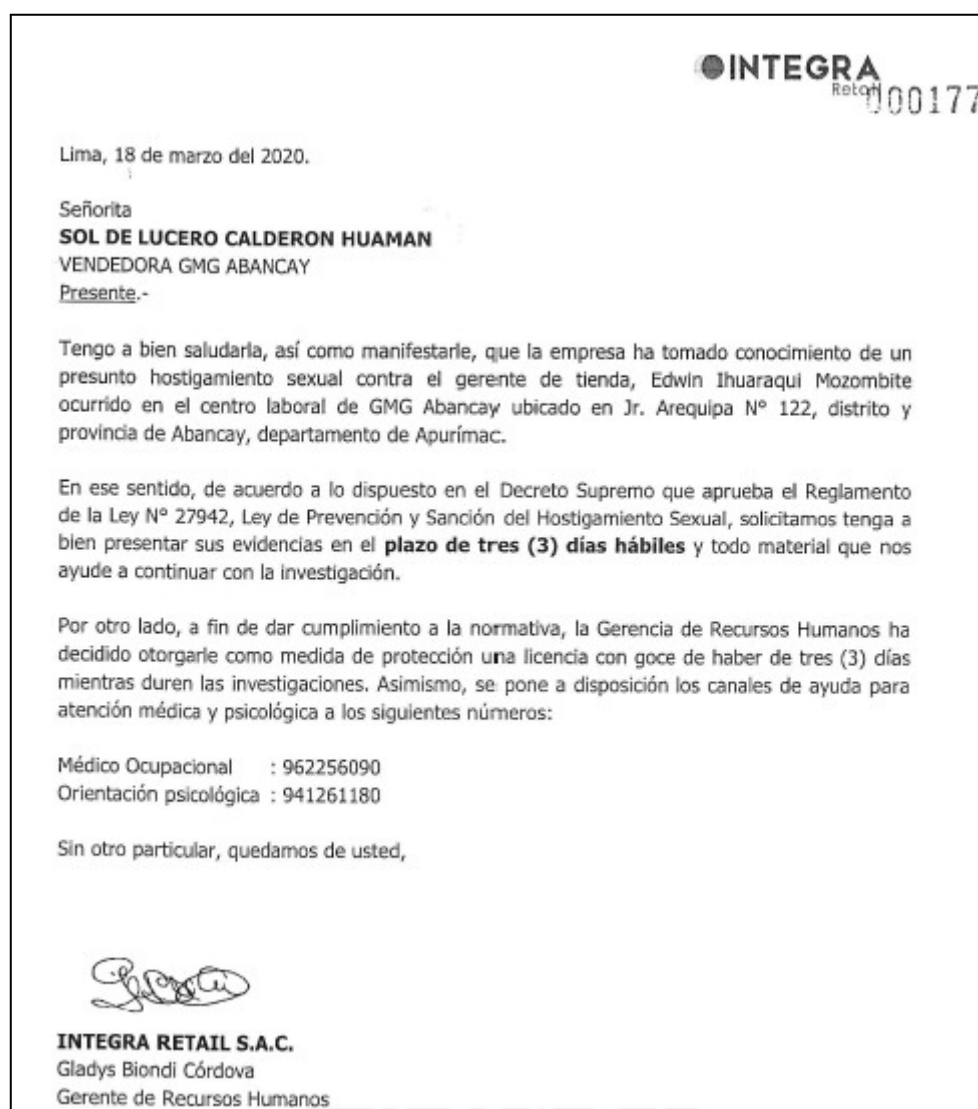 INTEGRA
Retail
000177
Lima, 18 de marzo del 2020.
Señorita
SOL DE LUCERO CALDERON HUAMAN
VENDEDORA GMG ABANCAY
Presente.-
Tengo a bien saludarla, así como manifestarle, que la empresa ha tomado conocimiento de un
presunto hostigamiento sexual contra el gerente de tienda, Edwin Ihuaraqui Mozombite
ocurrido en el centro laboral de GMG Abancay ubicado en Jr. Arequipa Nº 122, distrito y
provincia de Abancay, departamento de Apurímac.
En ese sentido, de acuerdo a lo dispuesto en el Decreto Supremo que aprueba el Reglamento
de la Ley Nº 27942, Ley de Prevención y Sanción del Hostigamiento Sexual, solicitamos tenga a
bien presentar sus evidencias en el plazo de tres (3) días hábiles y todo material que nos
ayude a continuar con la investigación.
Por otro lado, a fin de dar cumplimiento a la normativa, la Gerencia de Recursos Humanos ha
decidido otorgarle como medida de protección una licencia con goce de haber de tres (3) días
mientras duren las investigaciones. Asimismo, se pone a disposición los canales de ayuda para
atención médica y psicológica a los siguientes números:
Médico Ocupacional : 962256090
Orientación psicológica : 941261180
Sin otro particular, quedamos de usted,
INTEGRA RETAIL S.A.C.
Gladys Biondi Córdova
Gerente de Recursos Humanos